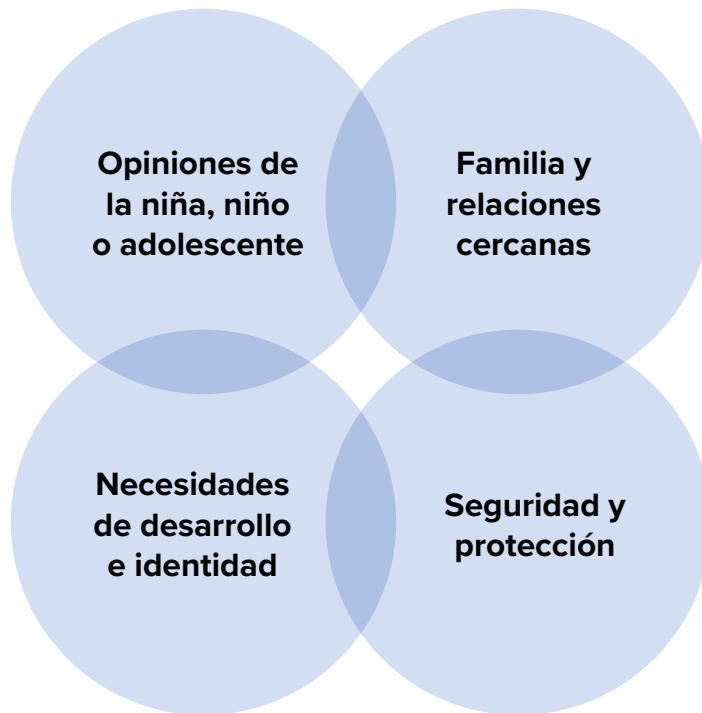 Opiniones de
la niña, niño
o adolescente
Familia y
relaciones
cercanas
Necesidades
de desarrollo
e identidad
Seguridad y
protección